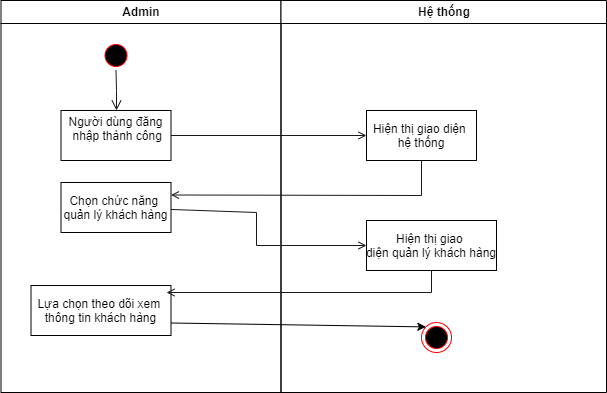 Admin
Hệ thống
Người dùng đăng
nhập thành công
Hiện thị giao diện
hệ thống
Chọn chức năng
quản lý khách hàng
Hiện thị giao
diện quản lý khách hàng
Lựa chọn theo dõi xem
thông tin khách hàng